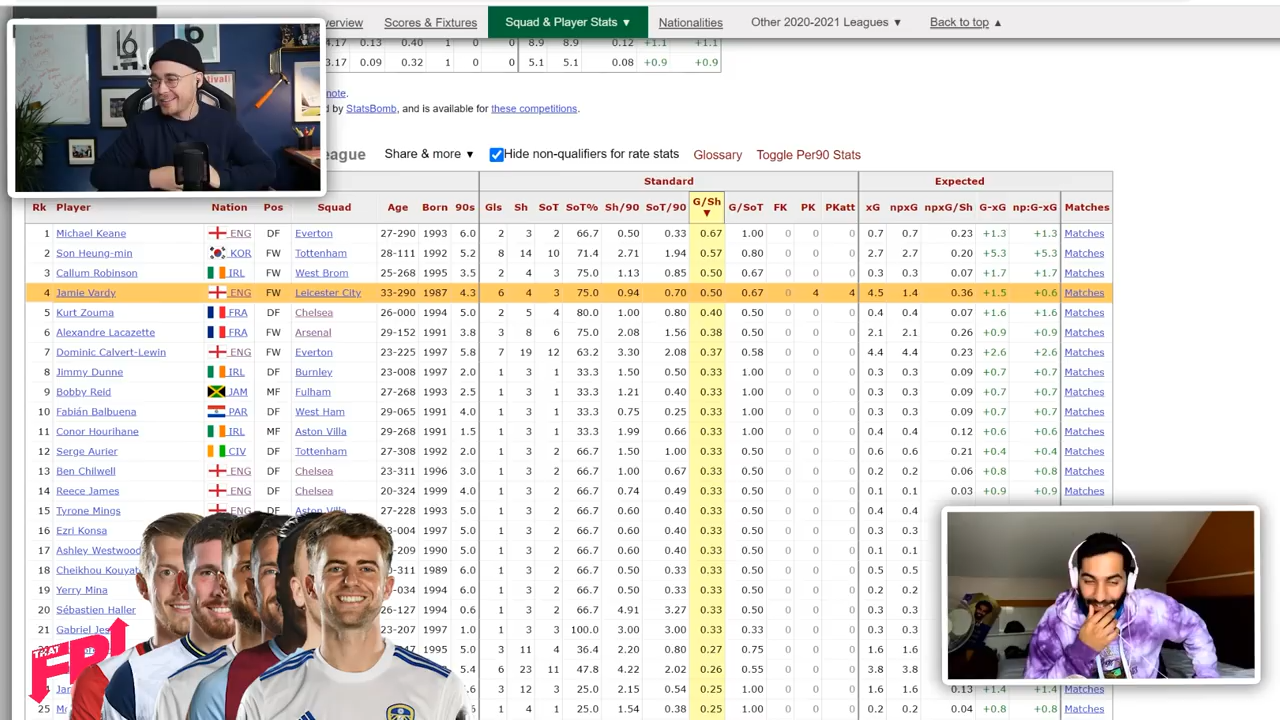 verview Scores & Fixtures Squad & Player Stats ▼ Nationalities Other 2020-2021 Leagues ▼ Back to top ▲
4.17 0.13 0.40 1 0 0 8.9 8.9 0.12 +1.1 +1.1
3.17 0.09 0.32 1 0 0 5.1 5.1 0.08 +0.9 +0.9
note.
d by StatsBomb, and is available for these competitions.
eague Share & more ▼ Hide non-qualifiers for rate stats Glossary Toggle Per90 Stats
Standard Expected
Rk Player Nation Pos Squad Age Born 90s Gls Sh SoT SoT% Sh/90 SoT/90 G/Sh ▼ G/SoT FK PK PKatt xG npxG npxG/Sh G-xG np:G-xG Matches
1 Michael Keane ENG DF Everton 27-290 1993 6.0 2 3 2 66.7 0.50 0.33 0.67 1.00 0 0 0 0.7 0.7 0.23 +1.3 +1.3 Matches
2 Son Heung-min KOR FW Tottenham 28-111 1992 5.2 8 14 10 71.4 2.71 1.94 0.57 0.80 0 0 0 2.7 2.7 0.20 +5.3 +5.3 Matches
3 Callum Robinson IRL FW West Brom 25-268 1995 3.5 2 4 3 75.0 1.13 0.85 0.50 0.67 0 0 0 0.3 0.3 0.07 +1.7 +1.7 Matches
4 Jamie Vardy ENG FW Leicester City 33-290 1987 4.3 6 4 3 75.0 0.94 0.70 0.50 0.67 0 4 4 4.5 1.4 0.36 +1.5 +0.6 Matches
5 Kurt Zouma FRA DF Chelsea 26-000 1994 5.0 2 5 4 80.0 1.00 0.80 0.40 0.50 0 0 0 0.4 0.4 0.07 +1.6 +1.6 Matches
6 Alexandre Lacazette FRA FW Arsenal 29-152 1991 3.8 3 8 6 75.0 2.08 1.56 0.38 0.50 0 0 0 2.1 2.1 0.26 +0.9 +0.9 Matches
7 Dominic Calvert-Lewin ENG FW Everton 23-225 1997 5.8 7 19 12 63.2 3.30 2.08 0.37 0.58 0 0 0 4.4 4.4 0.23 +2.6 +2.6 Matches
8 Jimmy Dunne IRL DF Burnley 23-008 1997 2.0 1 3 1 33.3 1.50 0.50 0.33 1.00 0 0 0 0.3 0.3 0.09 +0.7 +0.7 Matches
9 Bobby Reid JAM MF Fulham 27-268 1993 2.5 1 3 1 33.3 1.21 0.40 0.33 1.00 0 0 0 0.3 0.3 0.09 +0.7 +0.7 Matches
10 Fabián Balbuena PAR DF West Ham 29-065 1991 4.0 1 3 1 33.3 0.75 0.25 0.33 1.00 0 0 0 0.3 0.3 0.09 +0.7 +0.7 Matches
11 Conor Hourihane IRL MF Aston Villa 29-268 1991 1.5 1 3 1 33.3 1.99 0.66 0.33 1.00 0 0 0 0.4 0.4 0.12 +0.6 +0.6 Matches
12 Serge Aurier CIV DF Tottenham 27-308 1992 2.0 1 3 2 66.7 1.50 1.00 0.33 0.50 0 0 0 0.6 0.6 0.21 +0.4 +0.4 Matches
13 Ben Chilwell ENG DF Chelsea 23-311 1996 3.0 1 3 2 66.7 1.00 0.67 0.33 0.50 0 0 0 0.2 0.2 0.06 +0.8 +0.8 Matches
14 Reece James ENG DF Chelsea 20-324 1999 4.0 1 3 2 66.7 0.74 0.49 0.33 0.50 0 0 0 0.1 0.1 0.03 +0.9 +0.9 Matches
15 Tyrone Mings ENG DF Aston Villa 27-228 1993 5.0 1 3 2 66.7 0.60 0.40 0.33 0.50 0 0 0 0.4 0.4
16 Ezri Konsa 3-004 1997 5.0 1 3 2 66.7 0.60 0.40 0.33 0.50 0 0 0 0.3 0.3
17 Ashley Westwood -209 1990 5.0 1 3 2 66.7 0.60 0.40 0.33 0.50 0 0 0 0.1 0.1
18 Cheikhou Kouyat -311 1989 6.0 1 3 2 66.7 0.50 0.33 0.33 0.50 0 0 0 0.5 0.5
19 Yerry Mina -034 1994 6.0 1 3 2 66.7 0.50 0.33 0.33 0.50 0 0 0 0.2 0.2
20 Sébastien Haller 26-127 1994 0.6 1 3 2 66.7 4.91 3.27 0.33 0.50 0 0 0 0.3 0.3
21 Gabriel Jes 23-207 1997 1.0 1 3 3 100.0 3.00 3.00 0.33 0.33 0 0 0 0.3 0.3
47 1995 5.0 3 11 4 36.4 2.20 0.80 0.27 0.75 0 0 0 1.6 1.6
6 23 11 47.8 4.22 2.02 0.26 0.55 0 0 0 3.8 3.8
3 12 3 25.0 2.15 0.54 0.25 1.00 0 0 0 1.6 1.6 0.13 +1.4 +1.4 Matches
25 1 4 1 25.0 1.54 0.38 0.25 1.00 0 0 0 0.2 0.2 0.04 +0.8 +0.8 Matches
THAT
FPL